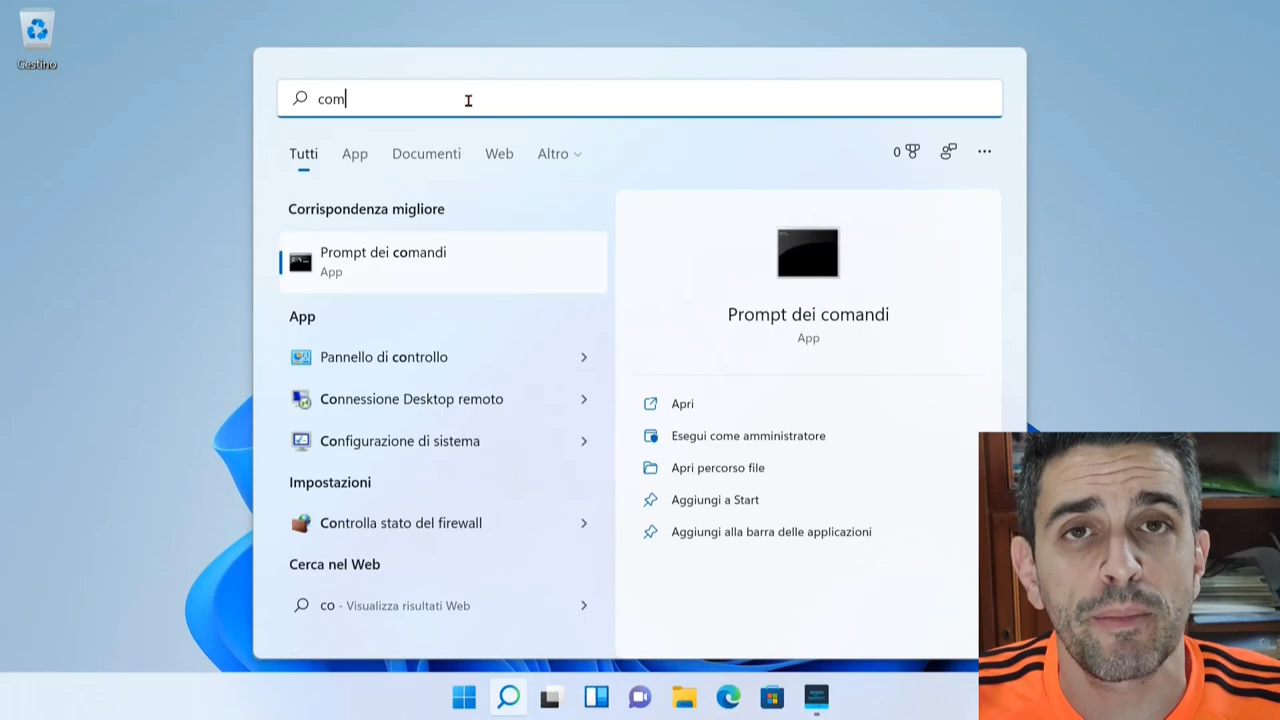 Cestino
com
Tutti App Documenti Web Altro
0
Corrispondenza migliore
Prompt dei comandi
App
App
Pannello di controllo
Connessione Desktop remoto
Configurazione di sistema
Impostazioni
Controlla stato del firewall
Cerca nel Web
co - Visualizza risultati Web
Prompt dei comandi
App
Apri
Esegui come amministratore
Apri percorso file
Aggiungi a Start
Aggiungi alla barra delle applicazioni